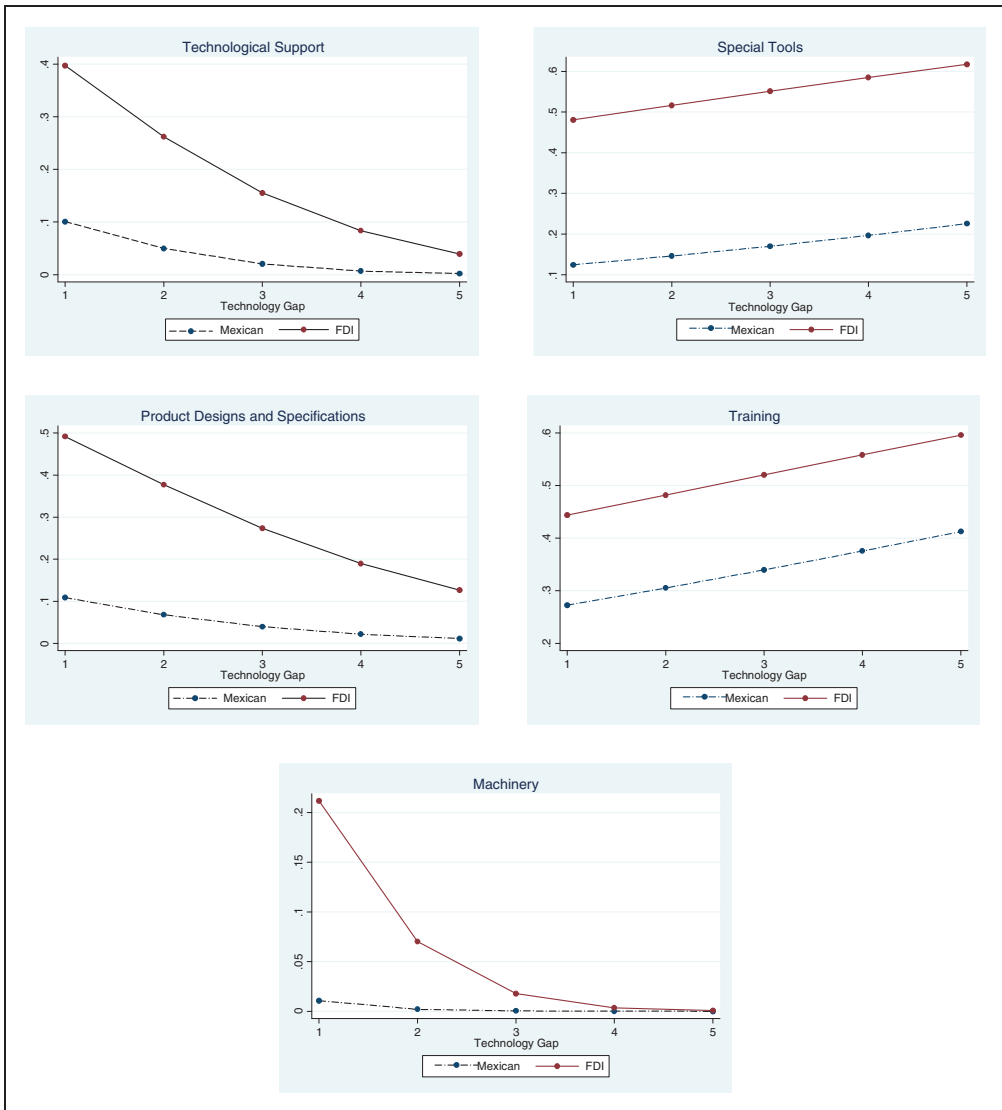 Technological Support
.4
.3
.2
.1
0
1 2 3 4 5
Technology Gap
Mexican FDI
Special Tools
.6
.5
.4
.3
.2
.1
1 2 3 4 5
Technology Gap
Mexican FDI
Product Designs and Specifications
.5
.4
.3
.2
.1
0
1 2 3 4 5
Technology Gap
Mexican FDI
Training
.6
.5
.4
.3
.2
1 2 3 4 5
Technology Gap
Mexican FDI
Machinery
.2
.15
.1
.05
0
1 2 3 4 5
Technology Gap
Mexican FDI